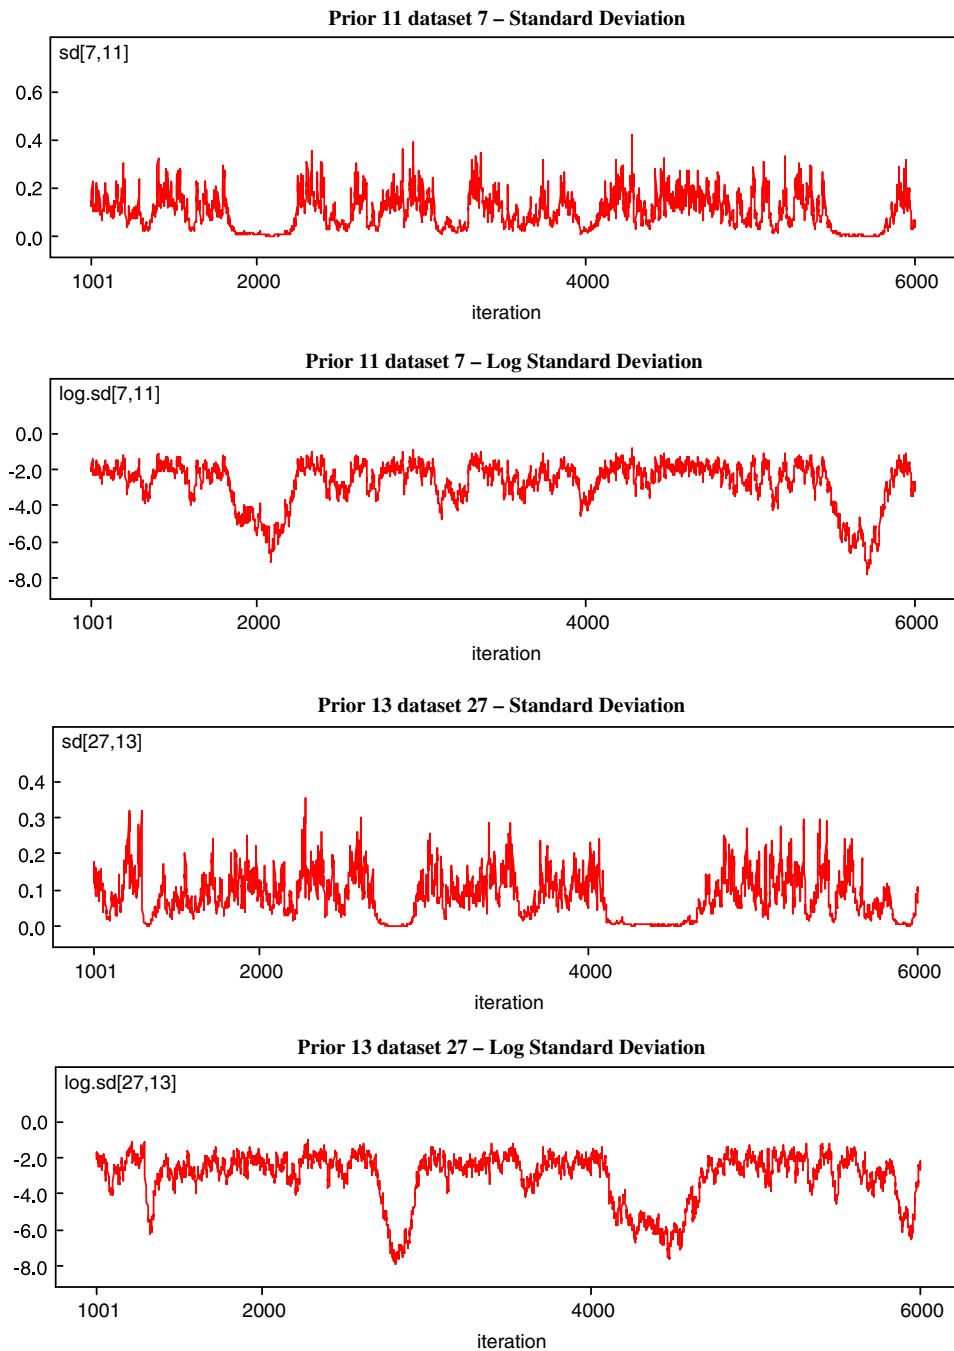 Prior 11 dataset 7 – Standard Deviation
sd[7,11]
0.6
0.4
0.2
0.0
1001 2000 4000 6000
iteration
Prior 11 dataset 7 – Log Standard Deviation
log.sd[7,11]
0.0
-2.0
-4.0
-6.0
-8.0
1001 2000 4000 6000
iteration
Prior 13 dataset 27 – Standard Deviation
sd[27,13]
0.4
0.3
0.2
0.1
0.0
1001 2000 4000 6000
iteration
Prior 13 dataset 27 – Log Standard Deviation
log.sd[27,13]
0.0
-2.0
-4.0
-6.0
-8.0
1001 2000 4000 6000
iteration